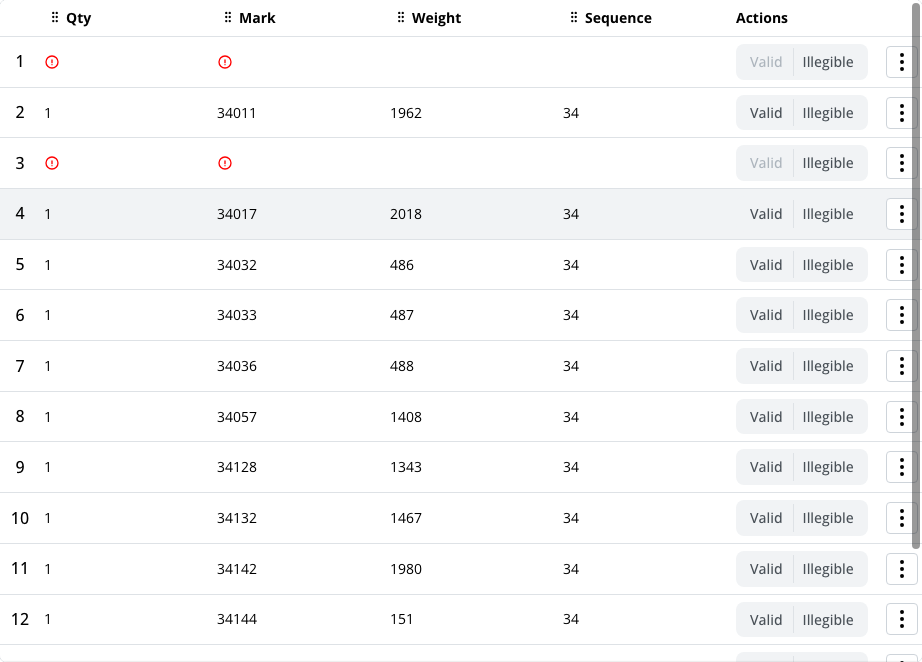 Qty Mark Weight Sequence Actions
1 Valid Illegible
2 1 34011 1962 34 Valid Illegible
3 Valid Illegible
4 1 34017 2018 34 Valid Illegible
5 1 34032 486 34 Valid Illegible
6 1 34033 487 34 Valid Illegible
7 1 34036 488 34 Valid Illegible
8 1 34057 1408 34 Valid Illegible
9 1 34128 1343 34 Valid Illegible
10 1 34132 1467 34 Valid Illegible
11 1 34142 1980 34 Valid Illegible
12 1 34144 151 34 Valid Illegible